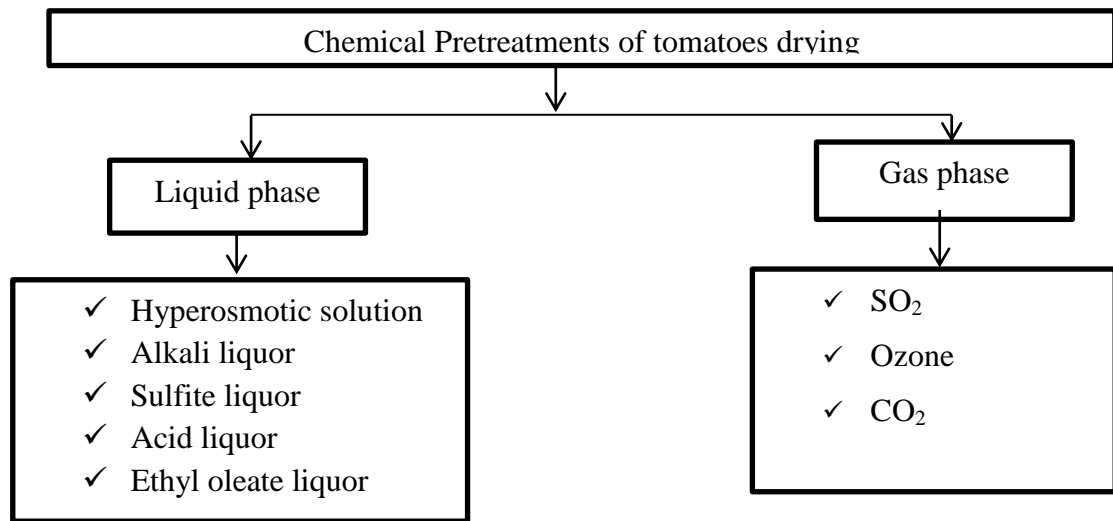 Chemical Pretreatments of tomatoes drying
Liquid phase
Gas phase
✓ Hyperosmotic solution
✓ Alkali liquor
✓ Sulfite liquor
✓ Acid liquor
✓ Ethyl oleate liquor
✓ SO₂
✓ Ozone
✓ CO₂